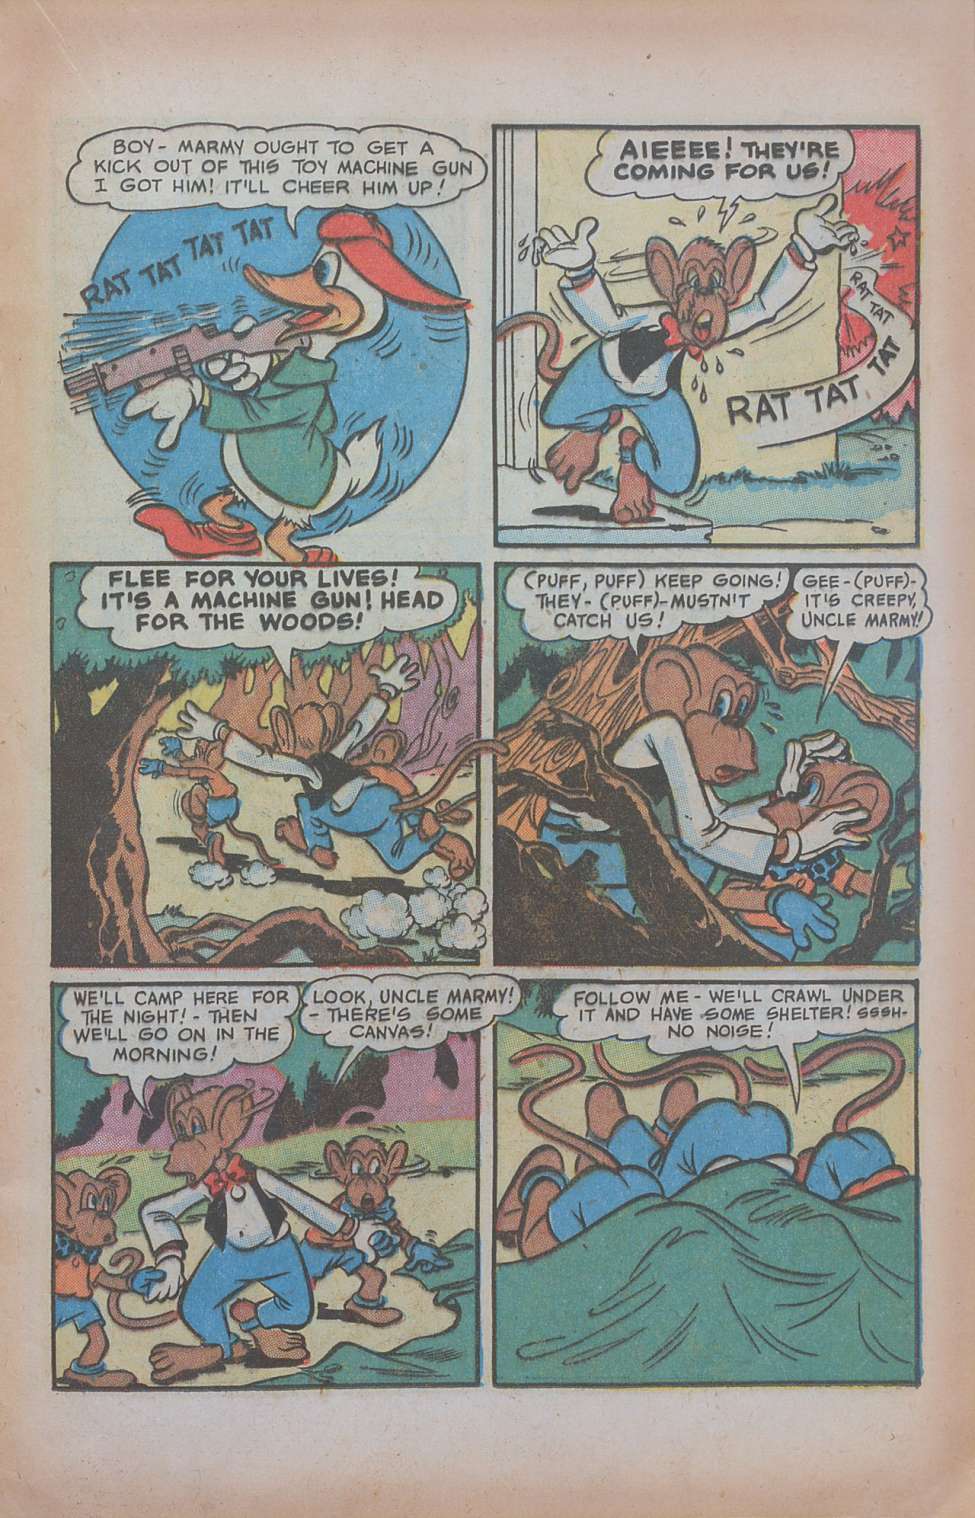 BOY - MARMY OUGHT TO GET A
KICK OUT OF THIS TOY MACHINE GUN
I GOT HIM! IT'LL CHEER HIM UP!
RAT TAT TAT TAT
AIEEEE! THEY'RE
COMING FOR US!
RAT TAT
RAT TAT TAT
FLEE FOR YOUR LIVES!
IT'S A MACHINE GUN! HEAD
FOR THE WOODS!
(PUFF, PUFF) KEEP GOING!
THEY-(PUFF)-MUSTN'T
CATCH US!
GEE-(PUFF)-
IT'S CREEPY,
UNCLE MARMY!
WE'LL CAMP HERE FOR
THE NIGHT! - THEN
WE'LL GO ON IN THE
MORNING!
LOOK, UNCLE MARMY!
- THERE'S SOME
CANVAS!
FOLLOW ME - WE'LL CRAWL UNDER
IT AND HAVE SOME SHELTER! SSSH-
NO NOISE!